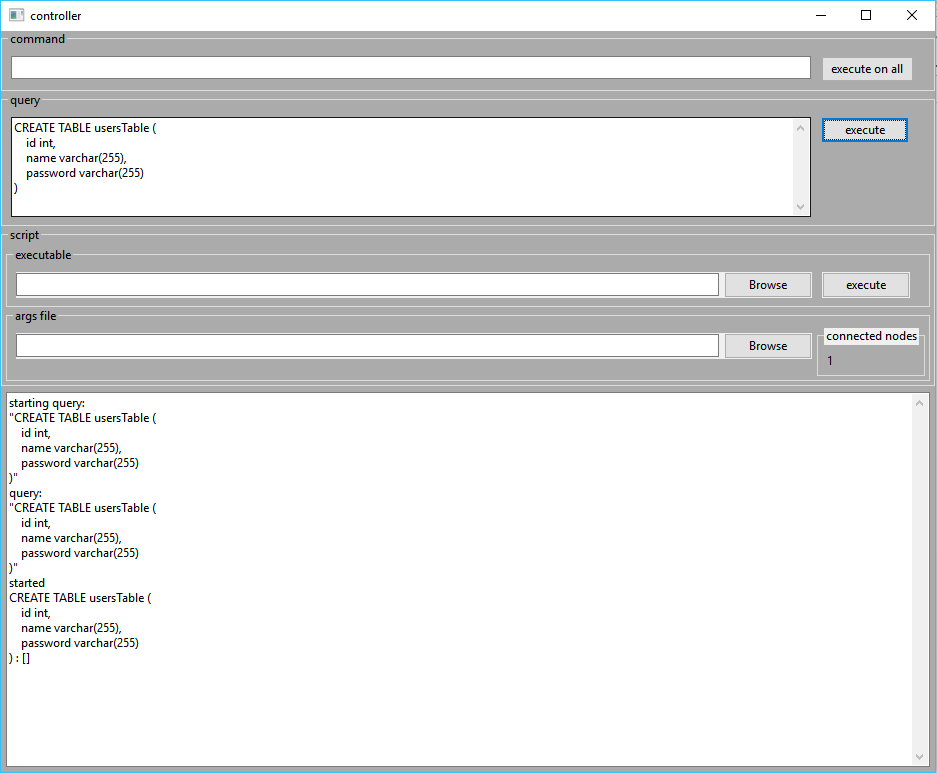 controller
command
execute on all
query
CREATE TABLE usersTable (
id int,
name varchar(255),
password varchar(255)
)
execute
script
executable
Browse
execute
args file
Browse
connected nodes
1
starting query:
"CREATE TABLE usersTable (
id int,
name varchar(255),
password varchar(255)
)"
query:
"CREATE TABLE usersTable (
id int,
name varchar(255),
password varchar(255)
)"
started
CREATE TABLE usersTable (
id int,
name varchar(255),
password varchar(255)
) : []